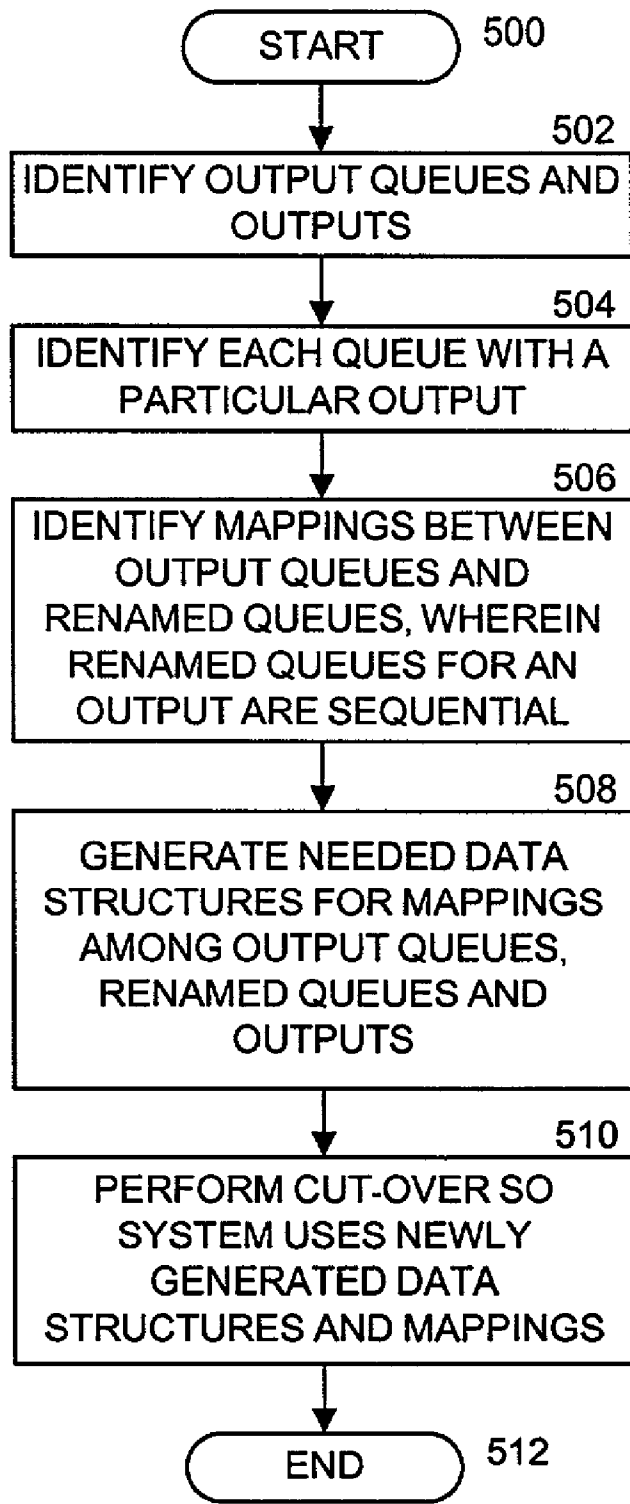 START
500
502
IDENTIFY OUTPUT QUEUES AND
OUTPUTS
504
IDENTIFY EACH QUEUE WITH A
PARTICULAR OUTPUT
506
IDENTIFY MAPPINGS BETWEEN
OUTPUT QUEUES AND
RENAMED QUEUES, WHEREIN
RENAMED QUEUES FOR AN
OUTPUT ARE SEQUENTIAL
508
GENERATE NEEDED DATA
STRUCTURES FOR MAPPINGS
AMONG OUTPUT QUEUES,
RENAMED QUEUES AND
OUTPUTS
510
PERFORM CUT-OVER SO
SYSTEM USES NEWLY
GENERATED DATA
STRUCTURES AND MAPPINGS
END
512